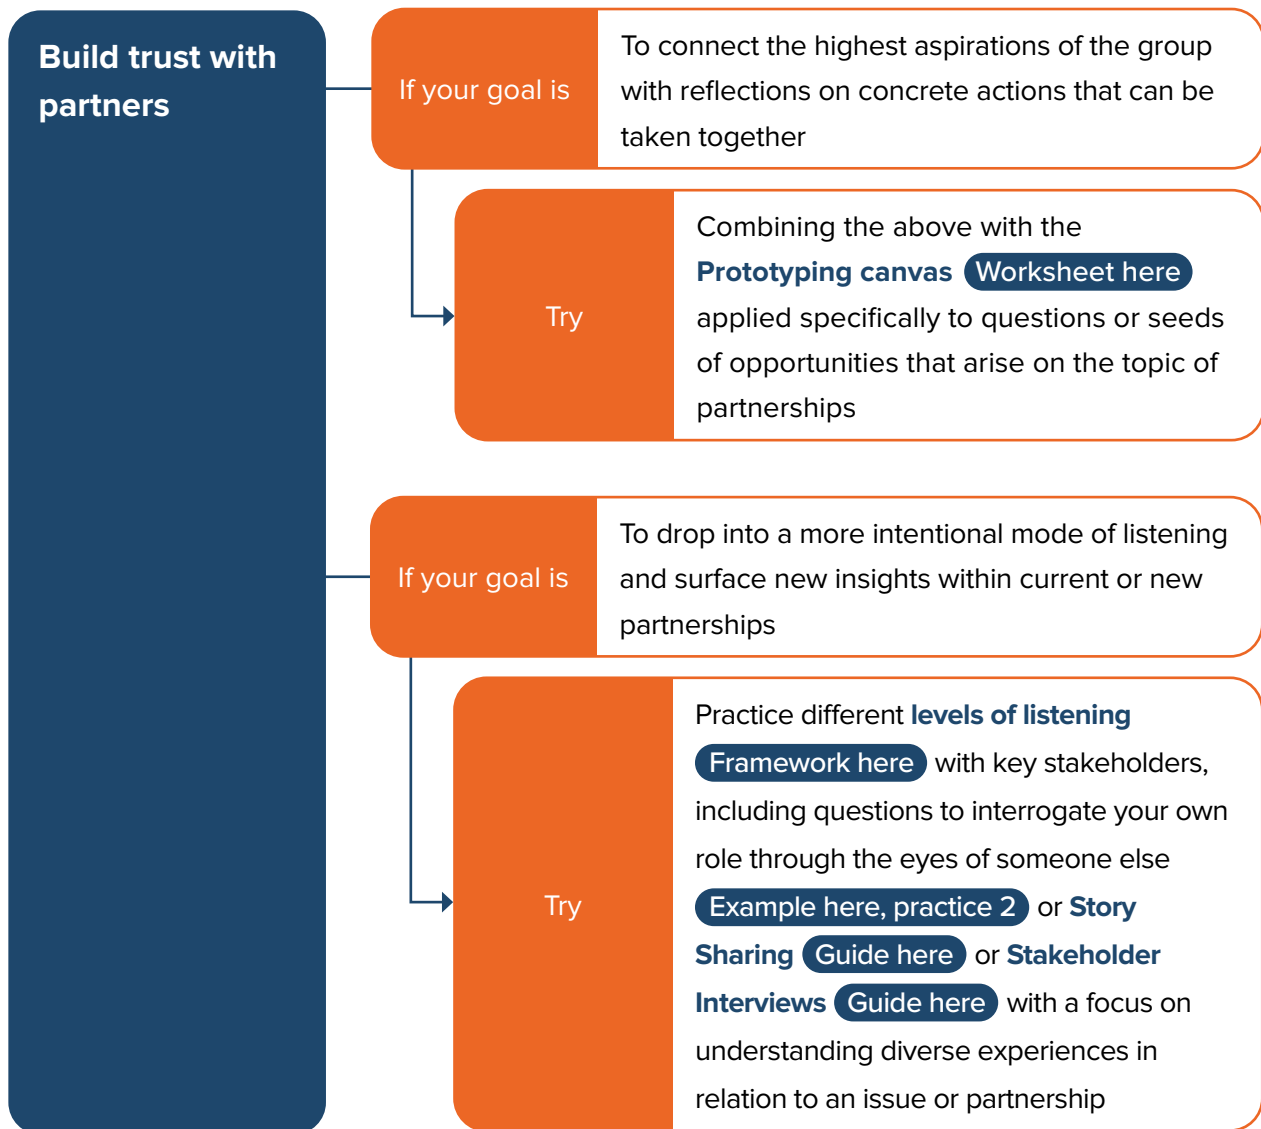 Build trust with
partners
If your goal is
To connect the highest aspirations of the group
with reflections on concrete actions that can be
taken together
Try
Combining the above with the
Prototyping canvas Worksheet here
applied specifically to questions or seeds
of opportunities that arise on the topic of
partnerships
If your goal is
To drop into a more intentional mode of listening
and surface new insights within current or new
partnerships
Try
Practice different levels of listening
Framework here with key stakeholders,
including questions to interrogate your own
role through the eyes of someone else
Example here, practice 2 or Story
Sharing Guide here or Stakeholder
Interviews Guide here with a focus on
understanding diverse experiences in
relation to an issue or partnership